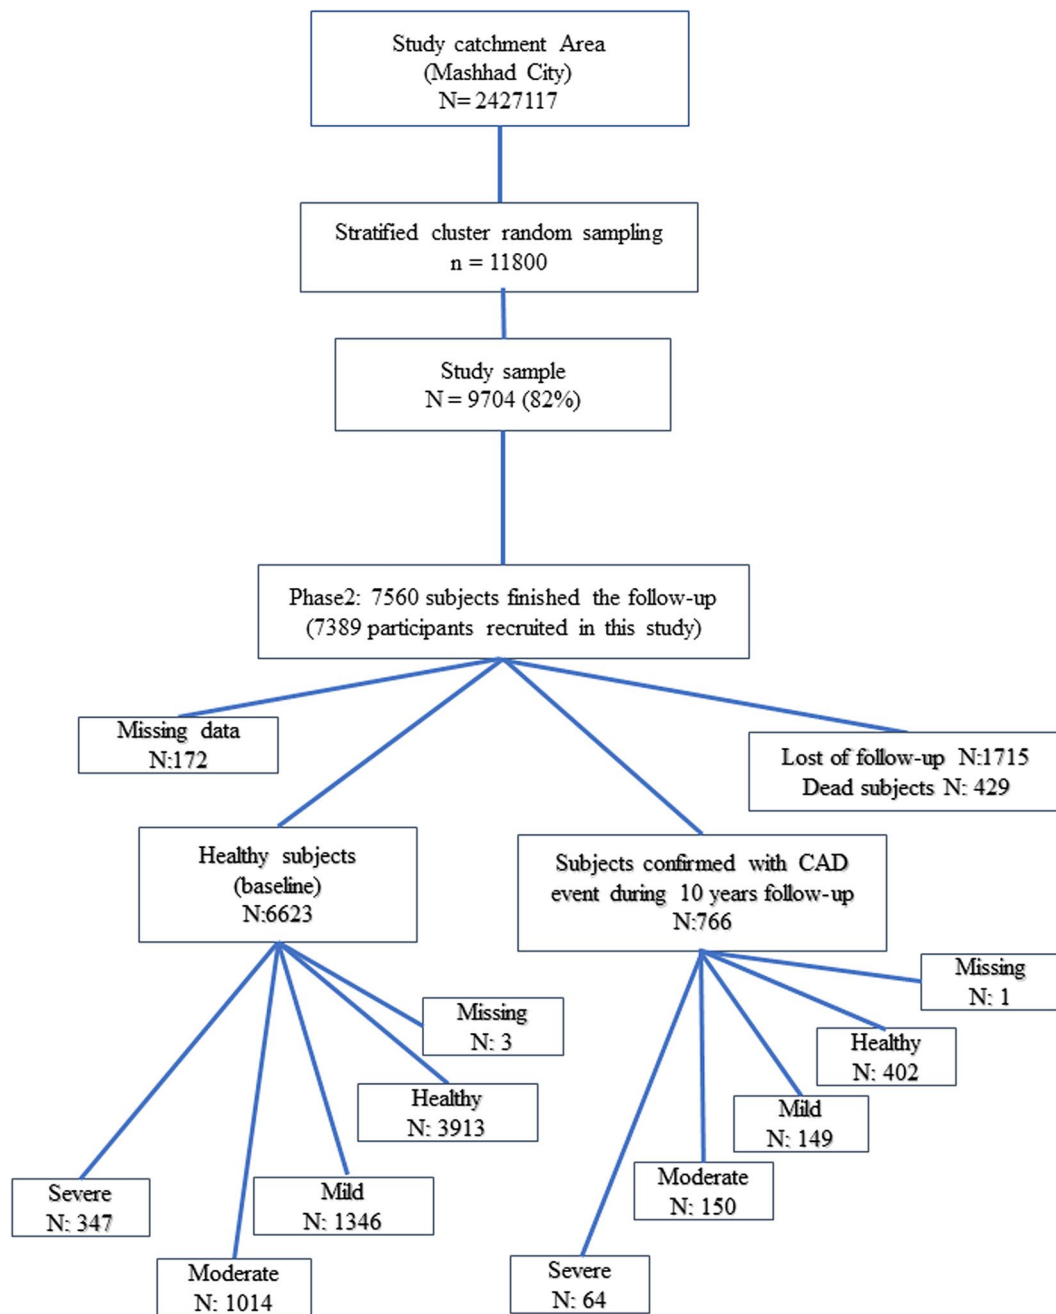 Study catchment Area
(Mashhad City)
N= 2427117
Stratified cluster random sampling
n = 11800
Study sample
N = 9704 (82%)
Phase2: 7560 subjects finished the follow-up
(7389 participants recruited in this study)
Missing data
N:172
Lost of follow-up N:1715
Dead subjects N: 429
Healthy subjects
(baseline)
N:6623
Subjects confirmed with CAD
event during 10 years follow-up
N:766
Missing
N: 3
Healthy
N: 3913
Mild
N: 1346
Moderate
N: 1014
Severe
N: 347
Missing
N: 1
Healthy
N: 402
Mild
N: 149
Moderate
N: 150
Severe
N: 64